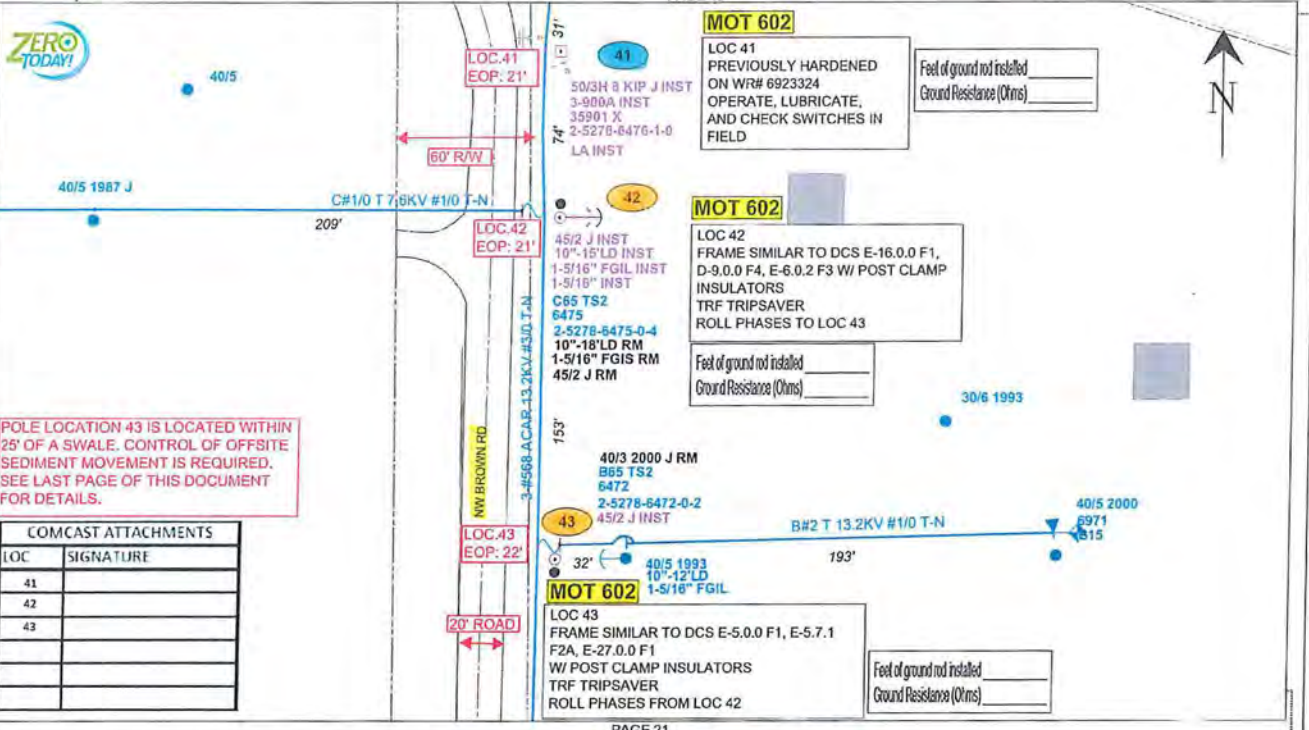 ZERO
TODAY!
40/5
40/5 1987 J
C#1/0 T 7.6KV #1/0 T-N
209'
60' R/W
LOC.41
EOP: 21'
31'
41
50/3H 8 KIP J INST
3-900A INST
35901 X
2-5278-6476-1-0
LA INST
74'
MOT 602
LOC 41
PREVIOUSLY HARDENED
ON WR# 6923324
OPERATE, LUBRICATE,
AND CHECK SWITCHES IN
FIELD
Feet of ground rod installed
Ground Resistance (Ohms)
N
LOC.42
EOP: 21'
42
45/2 J INST
10"-15'LD INST
1-5/16" FGIL INST
1-5/16" INST
C65 TS2
6475
2-5278-6475-0-4
10"-18'LD RM
1-5/16" FGIS RM
45/2 J RM
MOT 602
LOC 42
FRAME SIMILAR TO DCS E-16.0.0 F1,
D-9.0.0 F4, E-6.0.2 F3 W/ POST CLAMP
INSULATORS
TRF TRIPSAVER
ROLL PHASES TO LOC 43
Feet of ground rod installed
Ground Resistance (Ohms)
3-#568 ACAR 13.2KV #3/0 T-N
153'
NW BROWN RD
30/6 1993
POLE LOCATION 43 IS LOCATED WITHIN
25' OF A SWALE. CONTROL OF OFFSITE
SEDIMENT MOVEMENT IS REQUIRED.
SEE LAST PAGE OF THIS DOCUMENT
FOR DETAILS.
COMCAST ATTACHMENTS
LOC SIGNATURE
41
42
43
40/3 2000 J RM
B65 TS2
6472
2-5278-6472-0-2
45/2 J INST
43
LOC.43
EOP: 22'
32'
B#2 T 13.2KV #1/0 T-N
193'
40/5 2000
6971
40/5 1993
10"-12'LD
1-5/16" FGIL
20' ROAD
MOT 602
LOC 43
FRAME SIMILAR TO DCS E-5.0.0 F1, E-5.7.1
F2A, E-27.0.0 F1
W/ POST CLAMP INSULATORS
TRF TRIPSAVER
ROLL PHASES FROM LOC 42
Feet of ground rod installed
Ground Resistance (Ohms)
PAGE 21